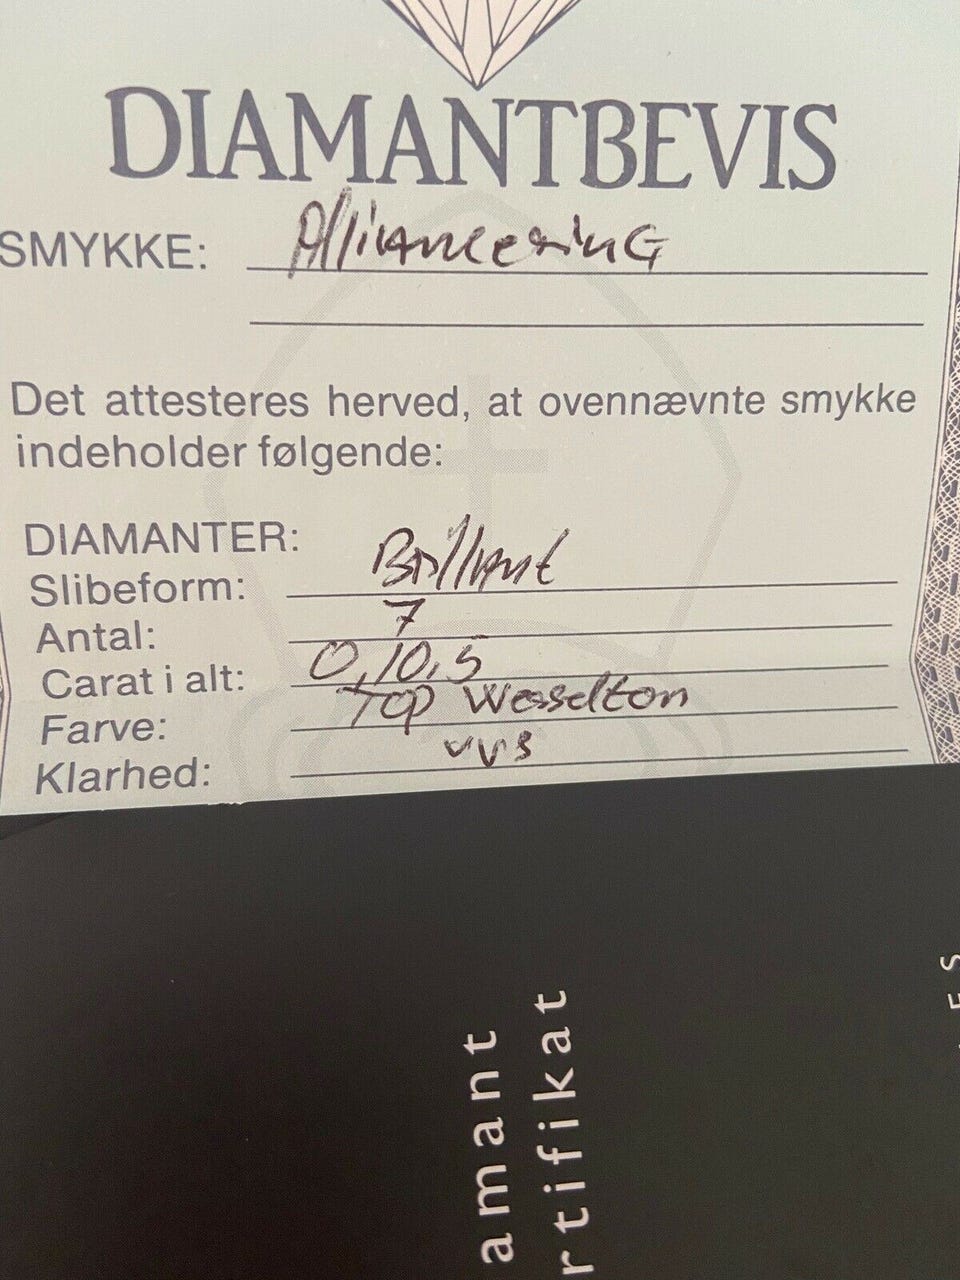 DIAMANTBEVIS
SMYKKE: AlliancerinG
Det attesteres herved, at ovennævnte smykke
indeholder følgende:
DIAMANTER:
Slibeform: Brillant
Antal: 7
Carat i alt: 0,10,5
Farve: Top Wesselton
Klarhed: vvs
amant
rtifikat